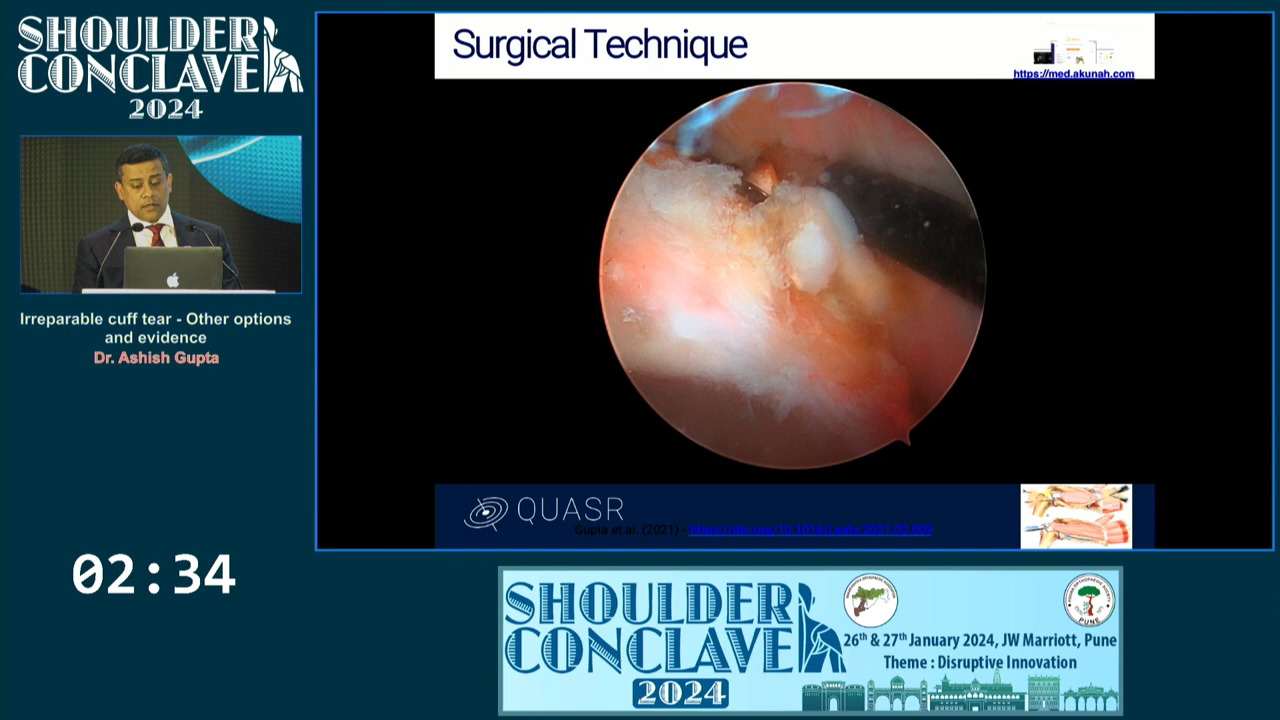 SHOULDER
CONCLAVE
2024
Irreparable cuff tear - Other options
and evidence
Dr. Ashish Gupta
02:34
Surgical Technique
https://med.akunah.com
QUASR
Gupta et al. (2021) - https://doi.org/10.1016/j.eats.2021.02.009
SHOULDER
CONCLAVE
2024
26th & 27th January 2024, JW Marriott, Pune
Theme : Disruptive Innovation
PUNE